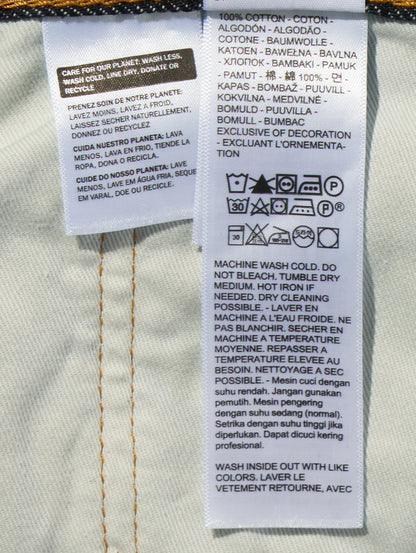 CARE FOR OUR PLANET: WASH LESS,
WASH COLD, LINE DRY, DONATE OR
RECYCLE
PRENEZ SOIN DE NOTRE PLANÈTE:
LAVEZ MOINS, LAVEZ A FROID,
LAISSEZ SECHER NATURELLEMENT,
DONNEZ OU RECYCLEZ
CUIDA NUESTRO PLANETA: LAVA
MENOS, LAVA EN FRIO, TIENDE LA
ROPA, DONA O RECICLA.
CUIDE DO NOSSO PLANETA: LAVE
MENOS, LAVE EM ÁGUA FRIA, SEQUE
EM VARAL, DOE OU RECICLE.
100% COTTON - COTON -
ALGODÓN - ALGODÃO -
COTONE - BAUMWOLLE -
KATOEN - BAWEŁNA - BAVLNA
- ХЛОПОК - BAMBAKI - PAMUK
- PAMUT - 棉 - 綿 100% - 면 -
KAPAS - BOMBAŽ - PUUVILL -
KOKVILNA - MEDVILNĖ -
BOMULD - PUUVILLA -
BOMULL - BUMBAC
EXCLUSIVE OF DECORATION
- EXCLUANT L'ORNEMENTA-
TION
P
30 P
30
MACHINE WASH COLD. DO
NOT BLEACH. TUMBLE DRY
MEDIUM. HOT IRON IF
NEEDED. DRY CLEANING
POSSIBLE. - LAVER EN
MACHINE A L'EAU FROIDE. NE
PAS BLANCHIR. SECHER EN
MACHINE A TEMPERATURE
MOYENNE. REPASSER A
TEMPERATURE ELEVEE AU
BESOIN. NETTOYAGE A SEC
POSSIBLE. - Mesin cuci dengan
suhu rendah. Jangan gunakan
pemutih. Mesin pengering
dengan suhu sedang (normal).
Setrika dengan suhu tinggi jika
diperlukan. Dapat dicuci kering
profesional.
WASH INSIDE OUT WITH LIKE
COLORS. LAVER LE
VETEMENT RETOURNE, AVEC